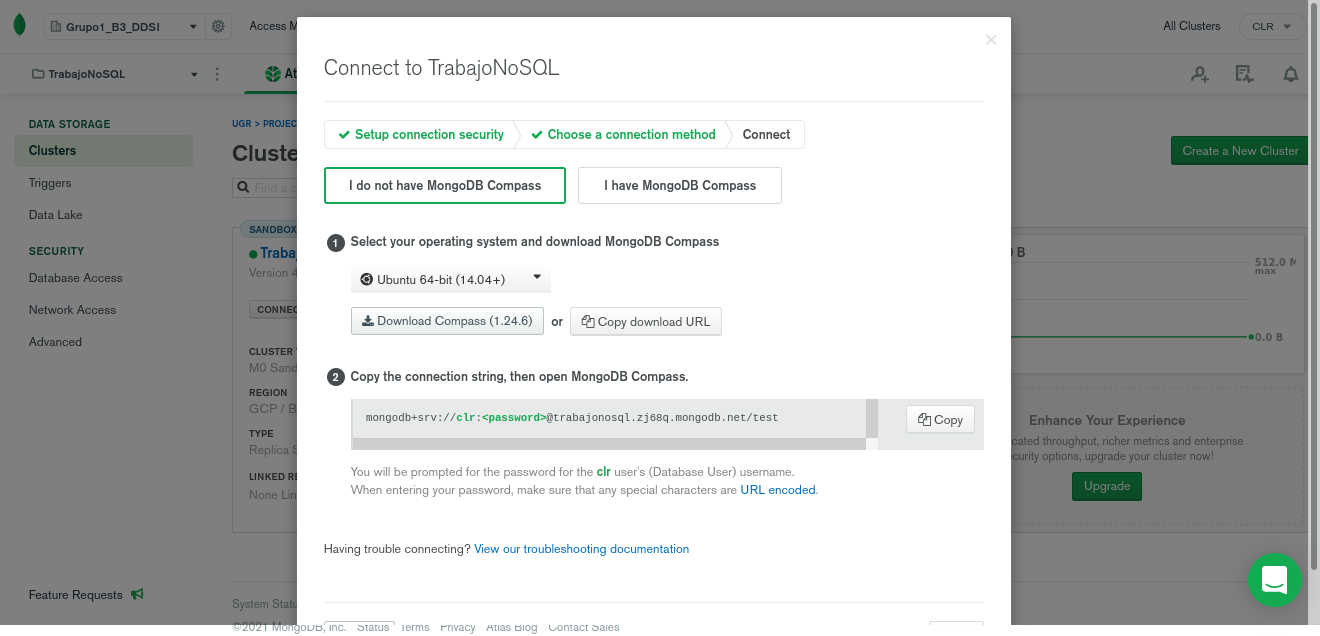 Grupo1_B3_DDSI
Access M
All Clusters
CLR
TrabajoNoSQL
At
DATA STORAGE
Clusters
Triggers
Data Lake
SECURITY
Database Access
Network Access
Advanced
Feature Requests
UGR > PROJEC
Cluste
Find a c
Create a New Cluster
SANDBOX
Trabaj
Version 4
CONNEC
CLUSTER T
M0 Sand
REGION
GCP / B
TYPE
Replica S
LINKED RE
None Lin
Connect to TrabajoNoSQL
Setup connection security
Choose a connection method
Connect
I do not have MongoDB Compass
I have MongoDB Compass
1 Select your operating system and download MongoDB Compass
Ubuntu 64-bit (14.04+)
Download Compass (1.24.6) or Copy download URL
2 Copy the connection string, then open MongoDB Compass.
mongodb+srv://clr:<password>@trabajonosql.zj68q.mongodb.net/test
Copy
You will be prompted for the password for the clr user's (Database User) username.
When entering your password, make sure that any special characters are URL encoded.
Having trouble connecting? View our troubleshooting documentation
B
512.0 M
max
0.0 B
Enhance Your Experience
cated throughput, richer metrics and enterprise
curity options, upgrade your cluster now!
Upgrade
System Statu
©2021 MongoDB, Inc. Status Terms Privacy Atlas Blog Contact Sales